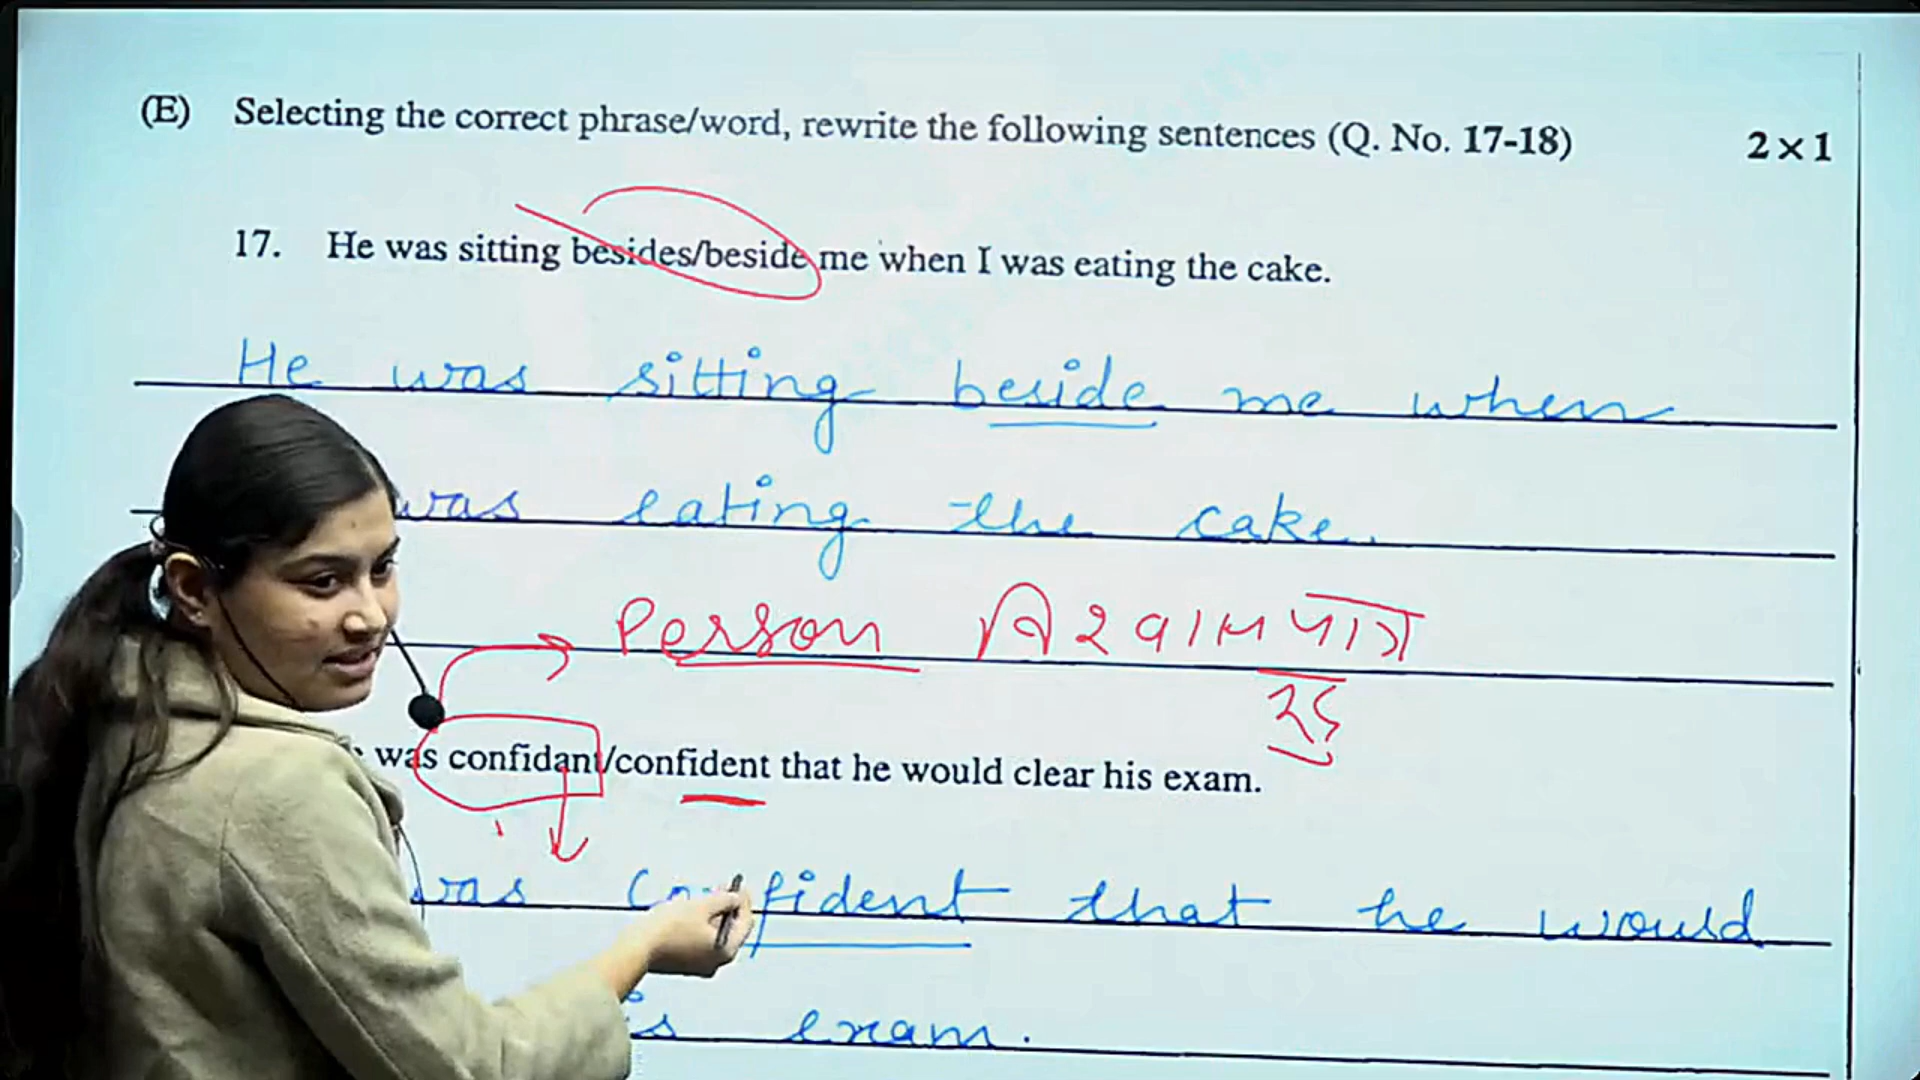 (E) Selecting the correct phrase/word, rewrite the following sentences (Q. No. 17-18) 2×1
17. He was sitting besides/beside me when I was eating the cake.
He was sitting beside me when
was eating the cake.
Person
was confidant/confident that he would clear his exam.
was confident that he would
is exam.